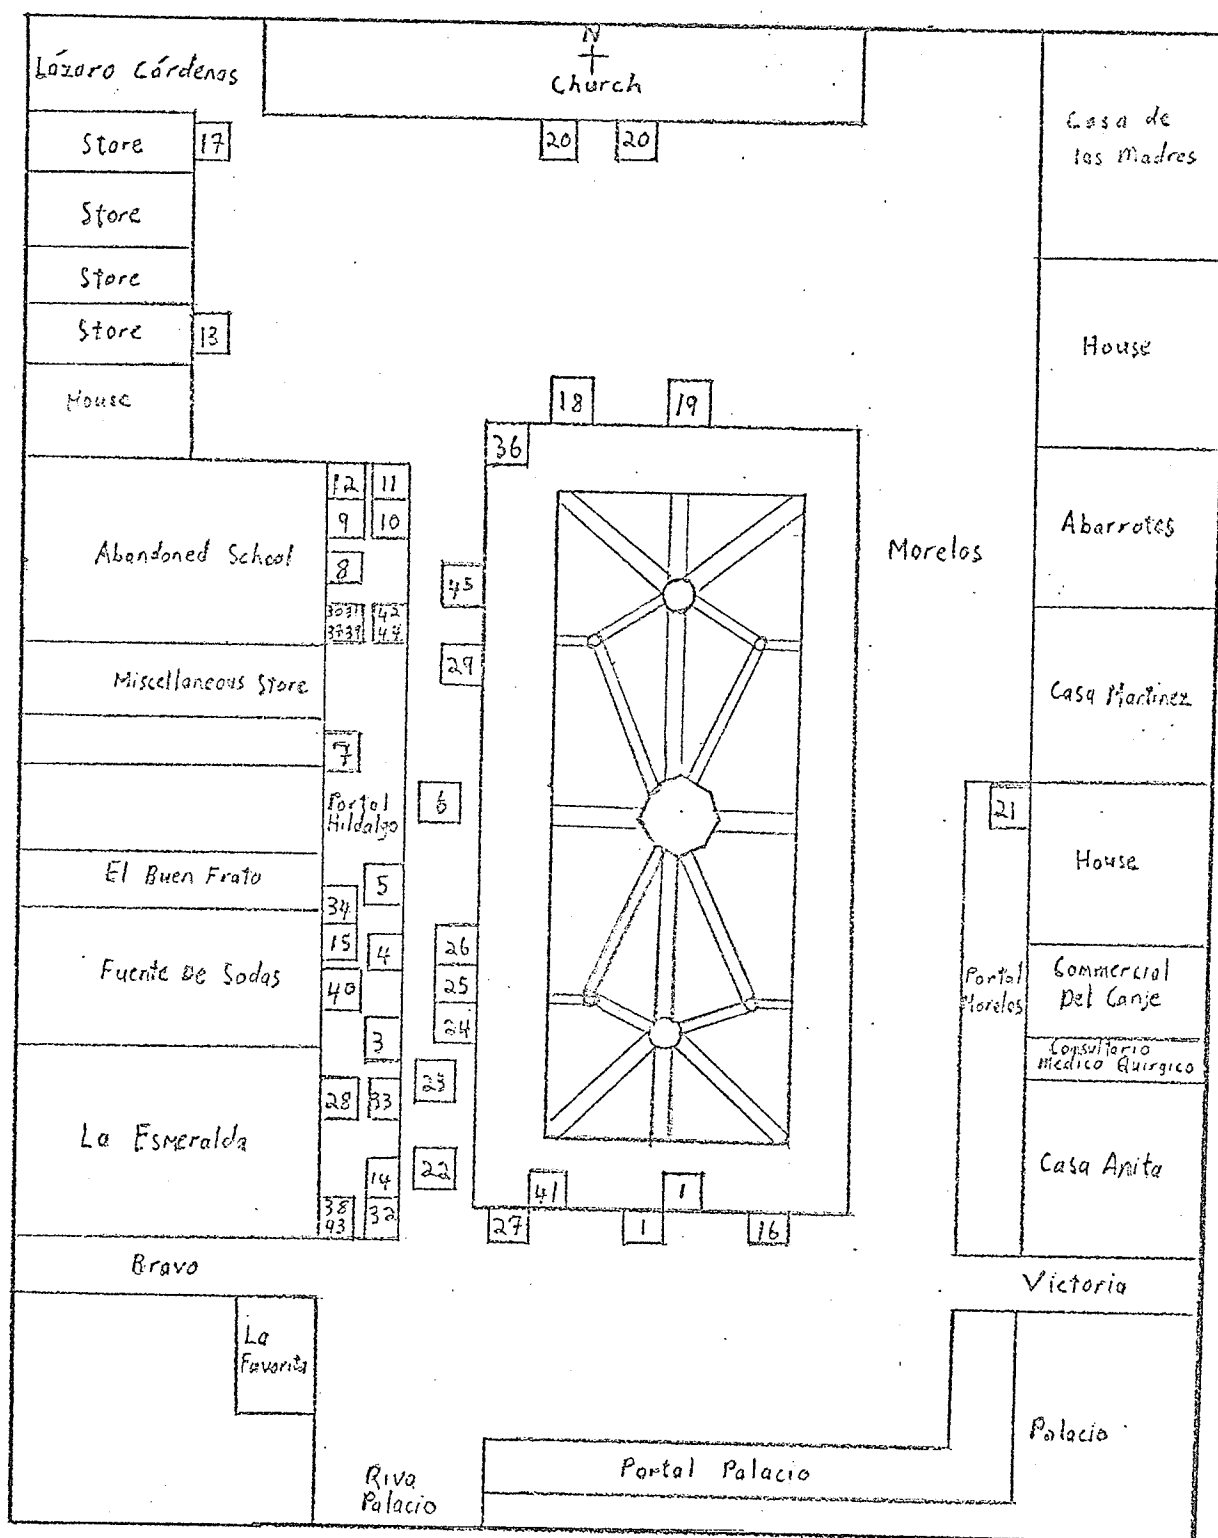 N
Lázaro Cárdenas
Church
Casa de
las Madres
Store
17
20
20
Store
Store
Store
13
House
House
18
19
36
12
11
9
10
Abandoned School
8
Abarrotes
Morelos
45
42
44
29
Miscellaneous Store
Casa Martinez
7
Portal
Hildalgo
6
21
House
El Buen Frato
5
34
15
4
26
Fuente De Sodas
40
25
24
Portal
Morelos
Commercial
Del Canje
3
Consultorio
Medico Quirgico
28
33
23
La Esmeralda
14
22
Casa Anita
38
43
32
41
1
27
1
16
Bravo
Victoria
La
Favorita
Palacio
Portal Palacio
Riva
Palacio